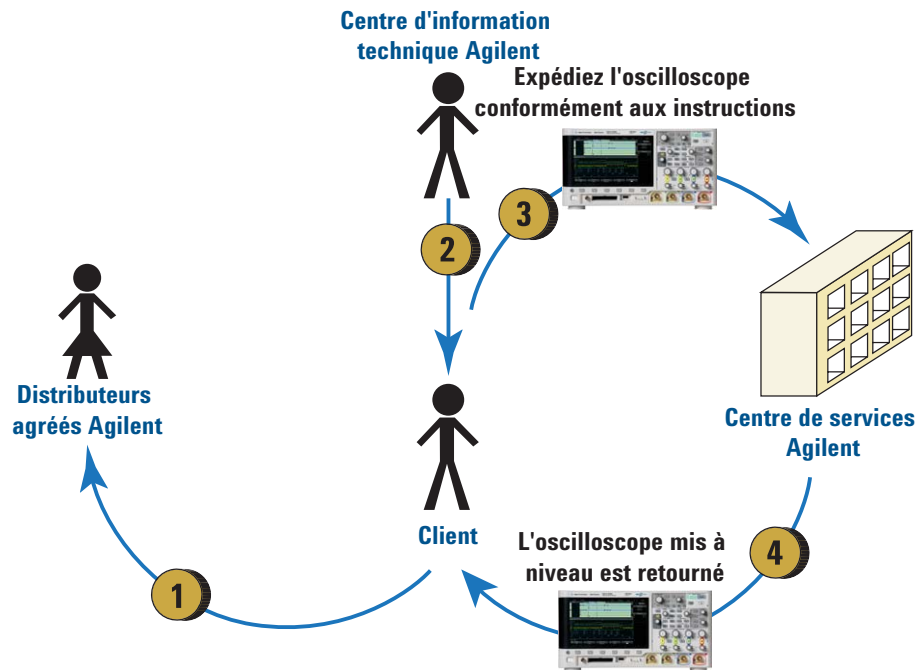 Centre d'information
technique Agilent
Expédiez l'oscilloscope
conformément aux instructions
3
2
Distributeurs
agréés Agilent
Centre de services
Agilent
Client
L'oscilloscope mis à
niveau est retourné
4
1